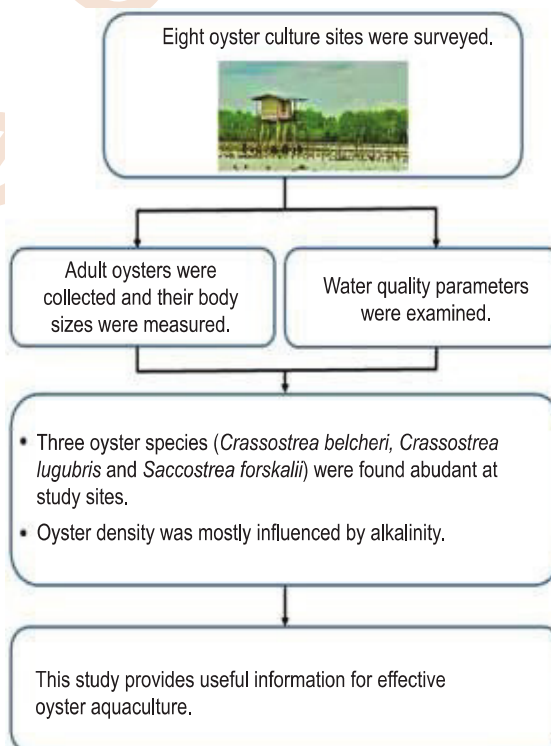 Eight oyster culture sites were surveyed.
Adult oysters were
collected and their body
sizes were measured.
Water quality parameters
were examined.
• Three oyster species (Crassostrea belcheri, Crassostrea
lugubris and Saccostrea forskalii) were found abudant at
study sites.
• Oyster density was mostly influenced by alkalinity.
This study provides useful information for effective
oyster aquaculture.